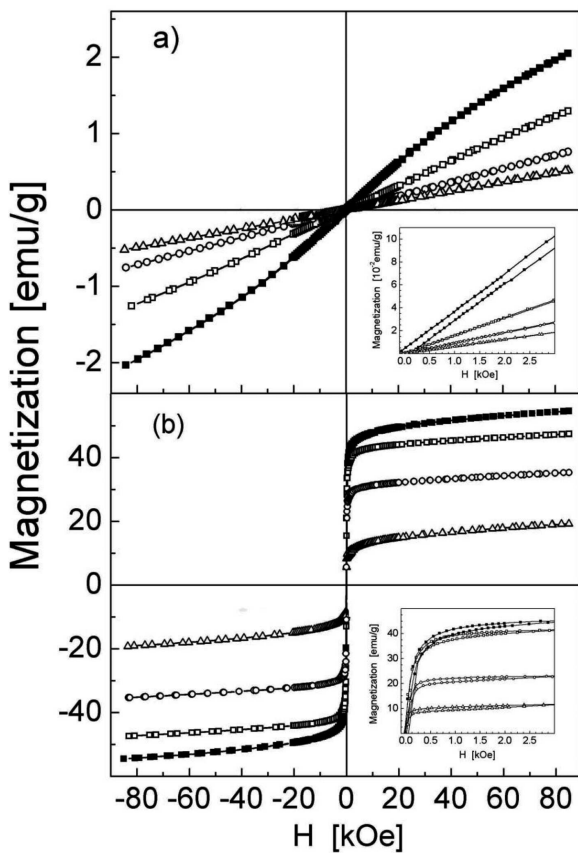 a)
2
1
0
-1
-2
Magnetization [emu/g]
10
8
6
4
2
Magnetization [10⁻²emu/g]
0.0 0.5 1.0 1.5 2.0 2.5
H [kOe]
(b)
40
20
0
-20
-40
40
30
20
10
Magnetization [emu/g]
0.0 0.5 1.0 1.5 2.0 2.5
H [kOe]
-80 -60 -40 -20 0 20 40 60 80
H [kOe]